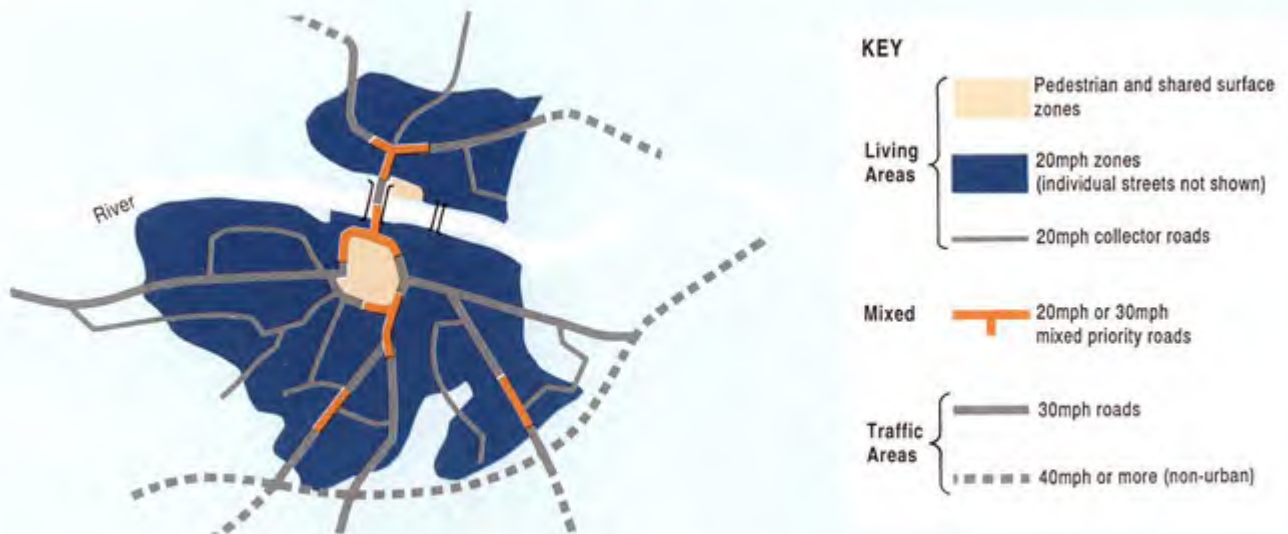 River
KEY
Living
Areas
Pedestrian and shared surface
zones
20mph zones
(individual streets not shown)
20mph collector roads
Mixed
20mph or 30mph
mixed priority roads
Traffic
Areas
30mph roads
40mph or more (non-urban)